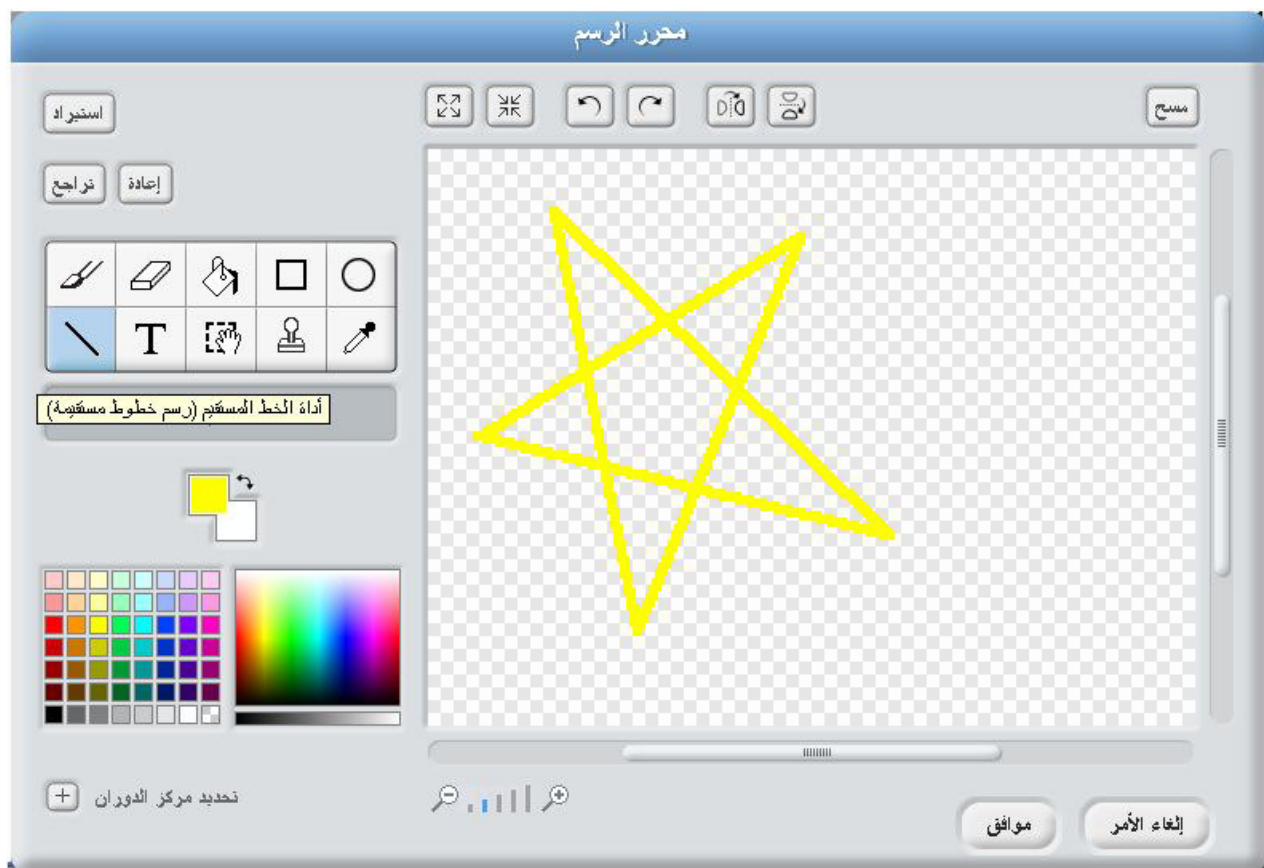 محرر الرسم
استيراد
مسح
تراجع
إعادة
T
أداة الخط المستقيم (رسم خطوط مستقيمة)
تحديد مركز الدوران
موافق
إلغاء الأمر